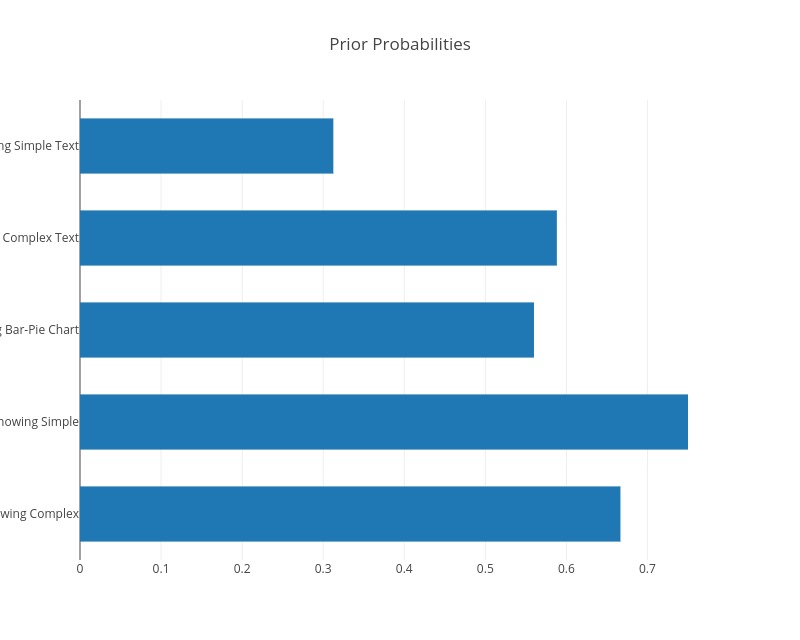 Prior Probabilities
ng Simple Text
Complex Text
Bar-Pie Chart
howing Simple
wing Complex
0 0.1 0.2 0.3 0.4 0.5 0.6 0.7